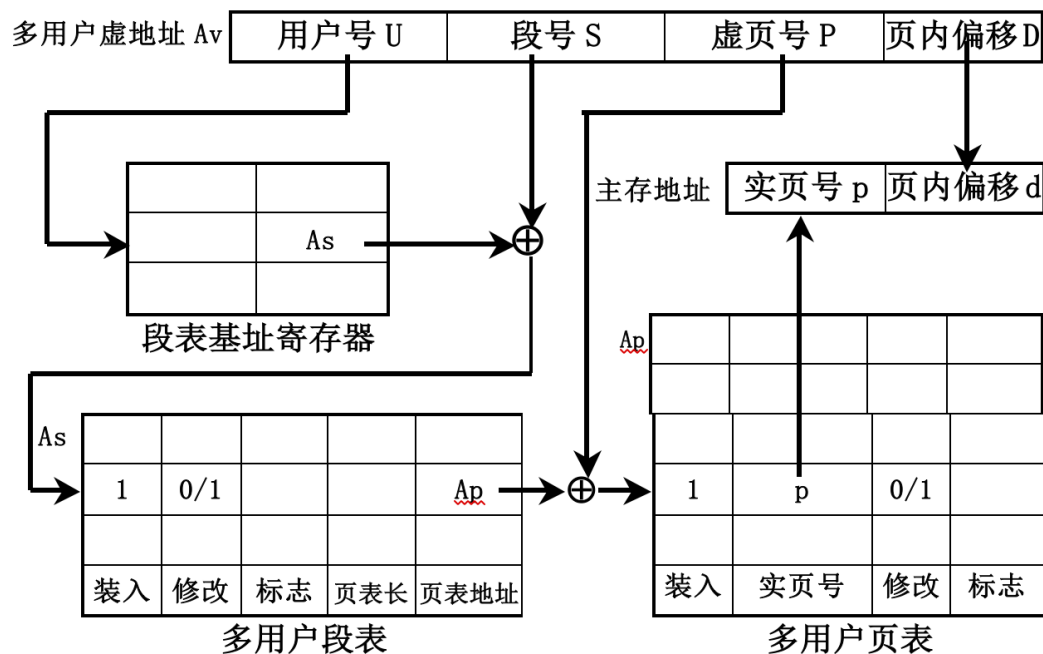 多用户虚地址 Av 用户号 U 段号 S 虚页号 P 页内偏移 D
主存地址 实页号 p 页内偏移 d
As
段表基址寄存器
Ap
As
1 0/1 Ap
1 p 0/1
装入 修改 标志 页表长 页表地址
装入 实页号 修改 标志
多用户段表
多用户页表